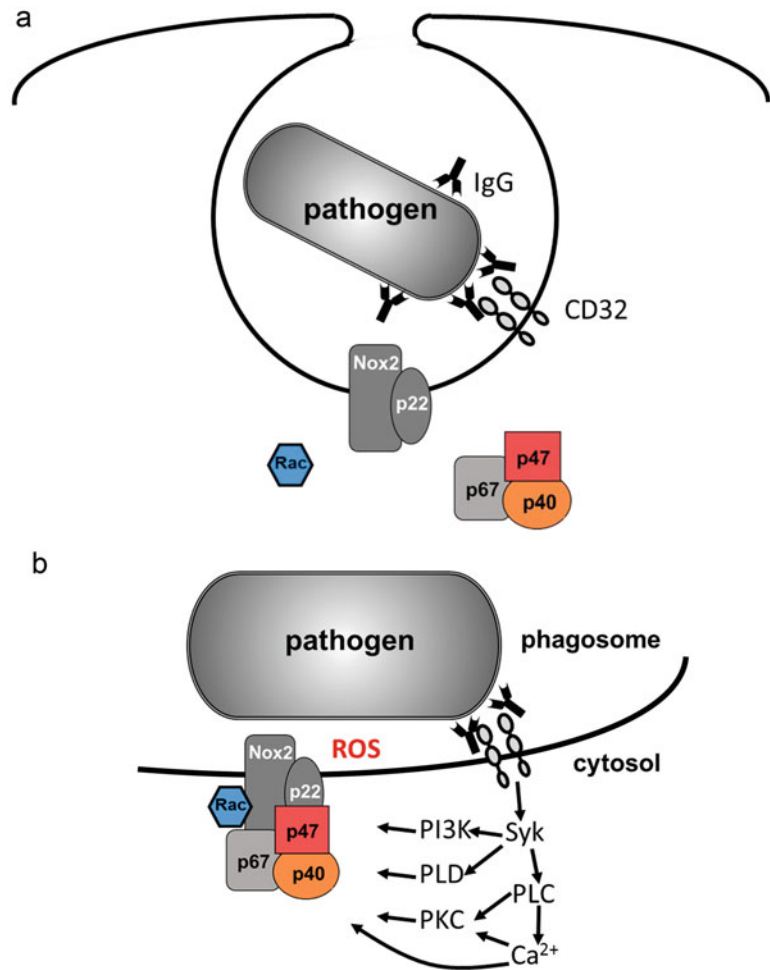 a
IgG
pathogen
CD32
Nox2
p22
Rac
p47
p67
p40
b
pathogen
phagosome
ROS
Nox2
cytosol
p22
Rac
p47
PI3K
Syk
p67
p40
PLD
PLC
PKC
Ca²⁺